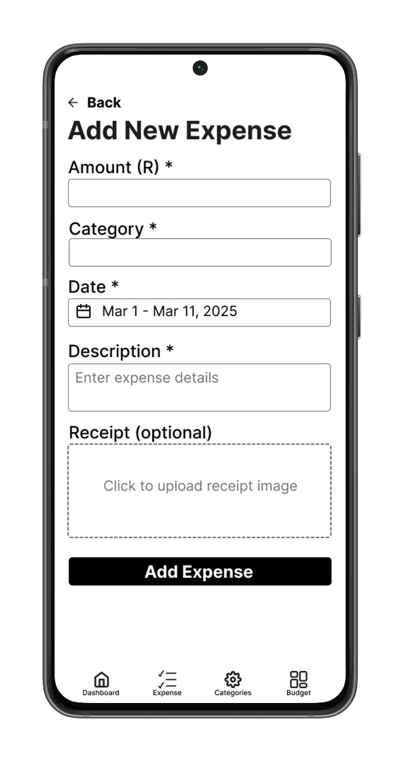 ← Back
Add New Expense
Amount (R) *
Category *
Date *
Mar 1 - Mar 11, 2025
Description *
Enter expense details
Receipt (optional)
Click to upload receipt image
Add Expense
Dashboard Expense Categories Budget